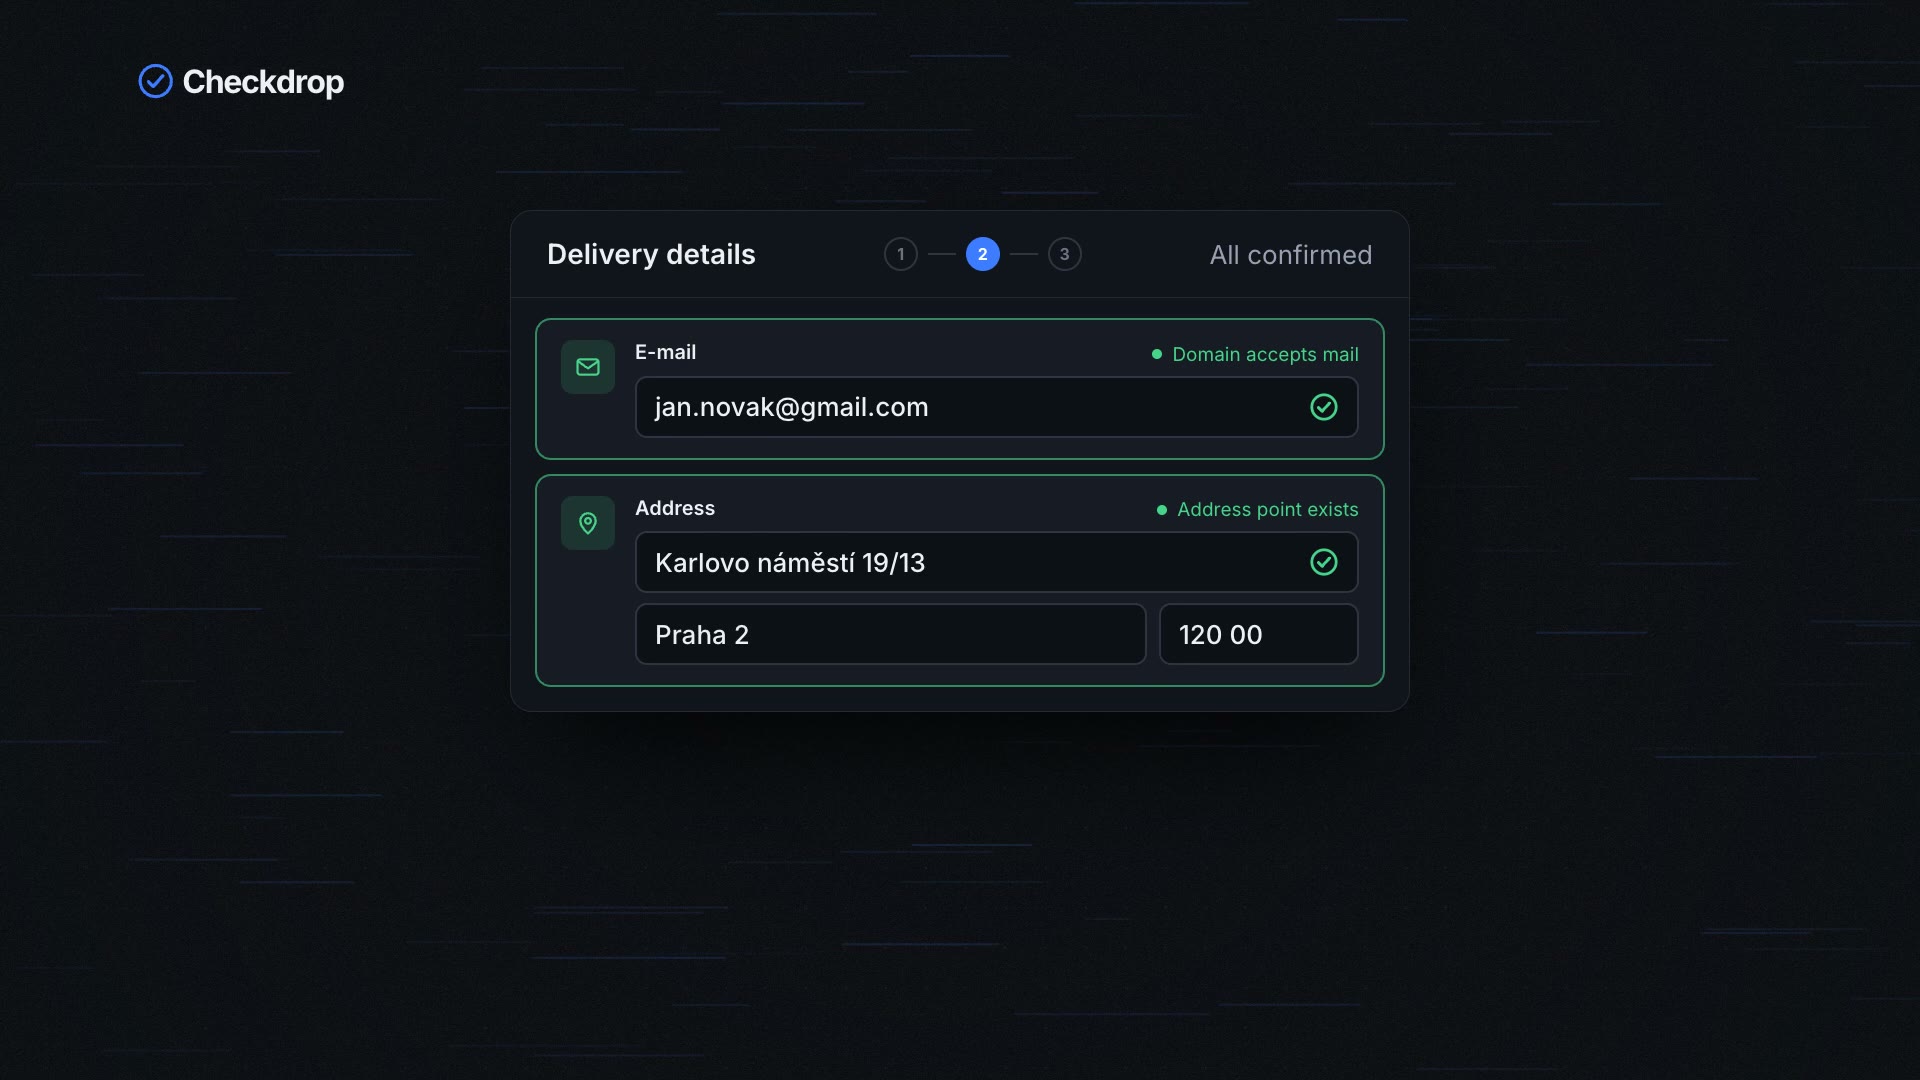 Checkdrop
Delivery details
1
2
3
All confirmed
E-mail
Domain accepts mail
jan.novak@gmail.com
Address
Address point exists
Karlovo náměstí 19/13
Praha 2
120 00